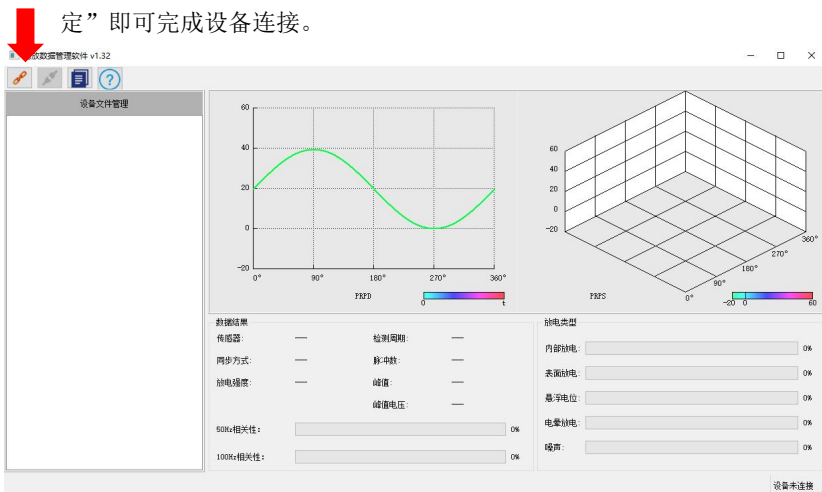 定”即可完成设备连接。
放数据管理软件 v1.32
设备文件管理
60
40
20
0
-20
0°
90°
180°
270°
360°
PRPD
0
t
60
40
20
0
-20
0°
90°
180°
270°
360°
PRPS
-20
0
60
数据结果
传感器: — 检测周期: —
同步方式: — 脉冲数: —
放电强度: — 峰值: —
峰值电压: —
50Hz相关性: 0%
100Hz相关性: 0%
放电类型
内部放电: 0%
表面放电: 0%
悬浮电位: 0%
电晕放电: 0%
噪声: 0%
设备未连接